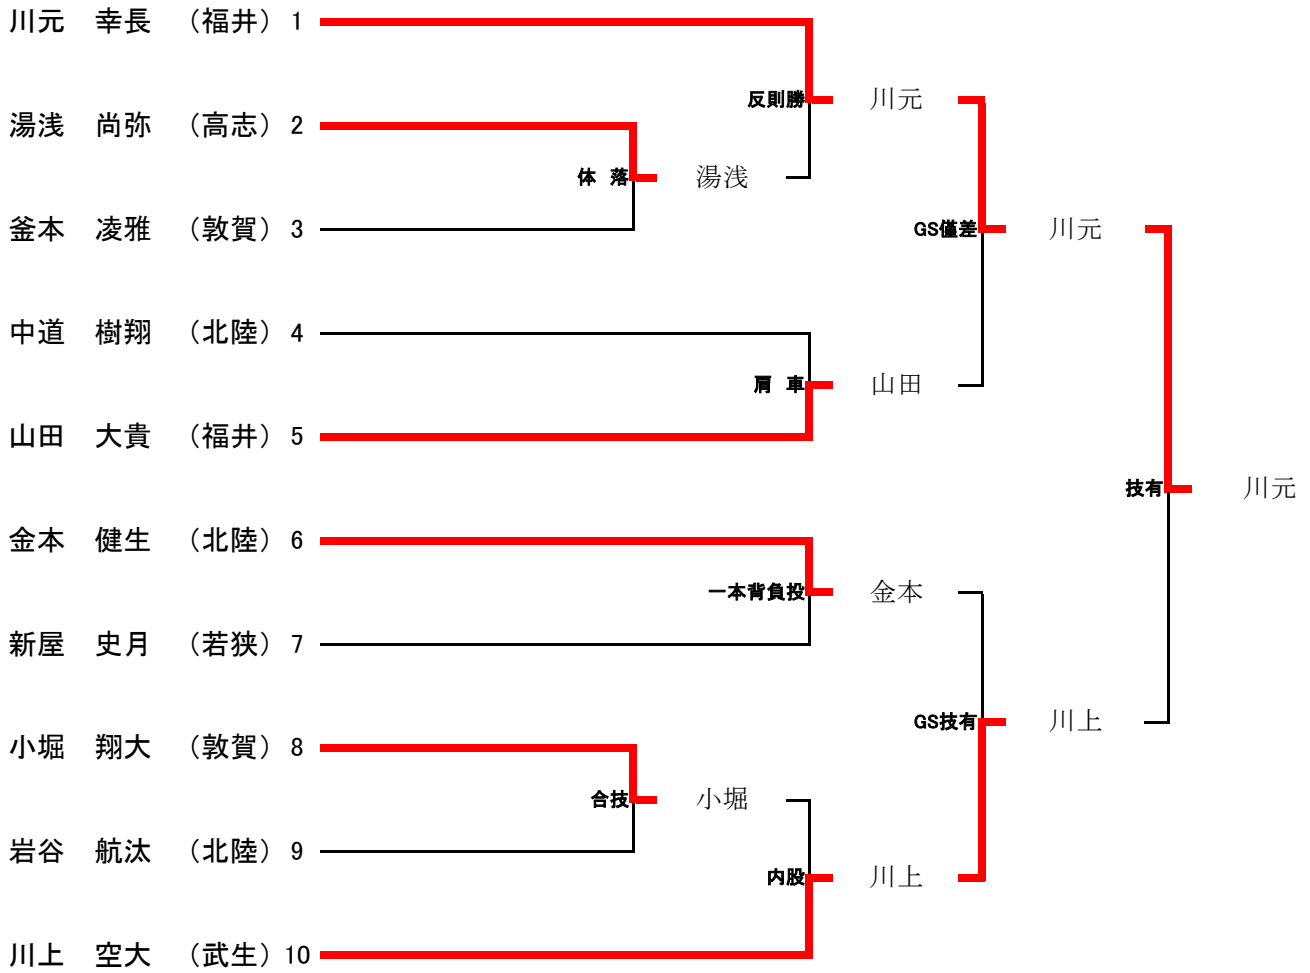 川元 幸長 （福井） 1
反則勝 川元
湯浅 尚弥 （高志） 2
体 落 湯浅
釜本 凌雅 （敦賀） 3
GS僅差 川元
中道 樹翔 （北陸） 4
肩 車 山田
山田 大貴 （福井） 5
技有 川元
金本 健生 （北陸） 6
一本背負投 金本
新屋 史月 （若狭） 7
GS技有 川上
小堀 翔大 （敦賀） 8
合技 小堀
岩谷 航汰 （北陸） 9
内股 川上
川上 空大 （武生） 10